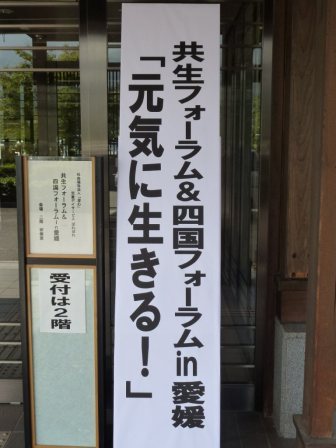 共生フォーラム&四国フォーラムin愛媛
「元気に生きる！」
共生フォーラム&
四国フォーラムin愛媛
受付は2階